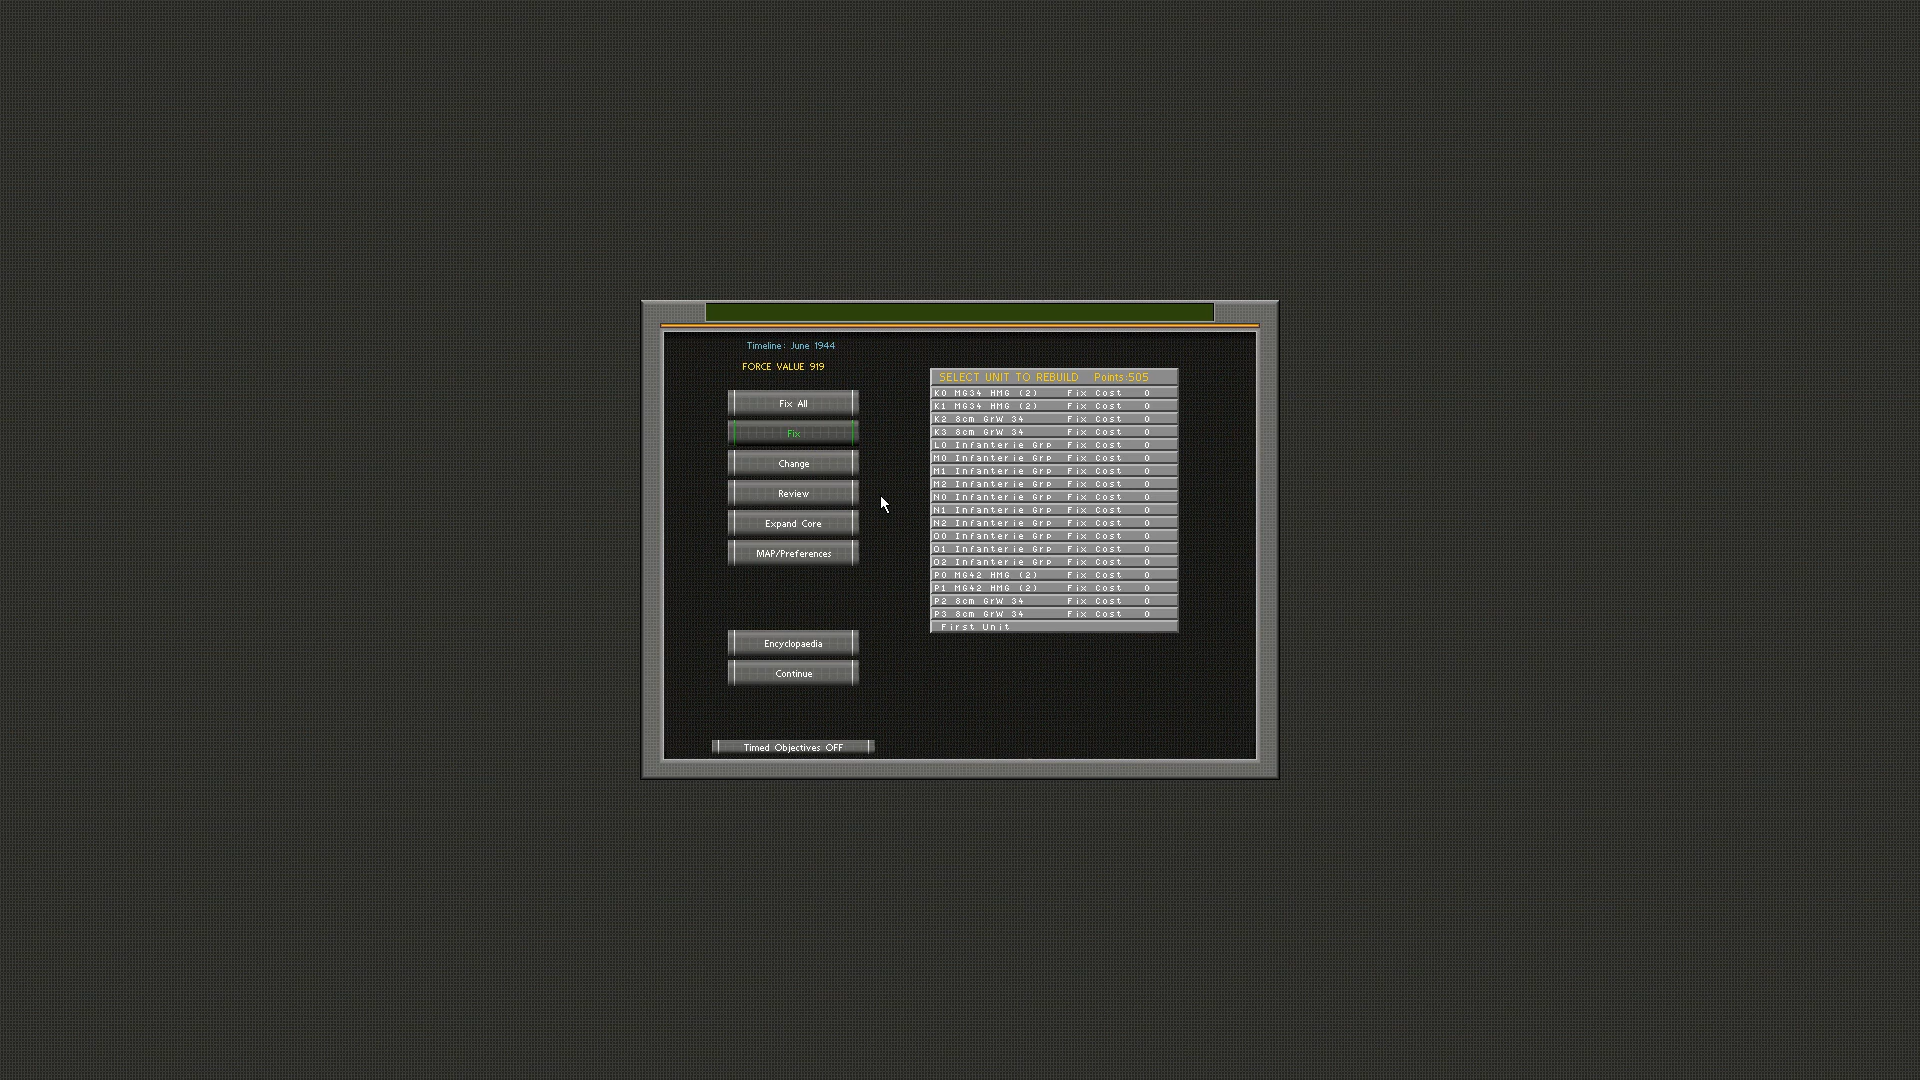 Timeline: June 1944
FORCE VALUE 919
Fix All
Fix
Change
Review
Expand Core
MAP/Preferences
Encyclopaedia
Continue
Timed Objectives OFF
SELECT UNIT TO REBUILD Points:505
K0 MG34 HMG (2) Fix Cost 0
K1 MG34 HMG (2) Fix Cost 0
K2 8cm GrW 34 Fix Cost 0
K3 8cm GrW 34 Fix Cost 0
L0 Infanterie Grp Fix Cost 0
M0 Infanterie Grp Fix Cost 0
M1 Infanterie Grp Fix Cost 0
M2 Infanterie Grp Fix Cost 0
N0 Infanterie Grp Fix Cost 0
N1 Infanterie Grp Fix Cost 0
N2 Infanterie Grp Fix Cost 0
O0 Infanterie Grp Fix Cost 0
O1 Infanterie Grp Fix Cost 0
O2 Infanterie Grp Fix Cost 0
P0 MG42 HMG (2) Fix Cost 0
P1 MG42 HMG (2) Fix Cost 0
P2 8cm GrW 34 Fix Cost 0
P3 8cm GrW 34 Fix Cost 0
First Unit